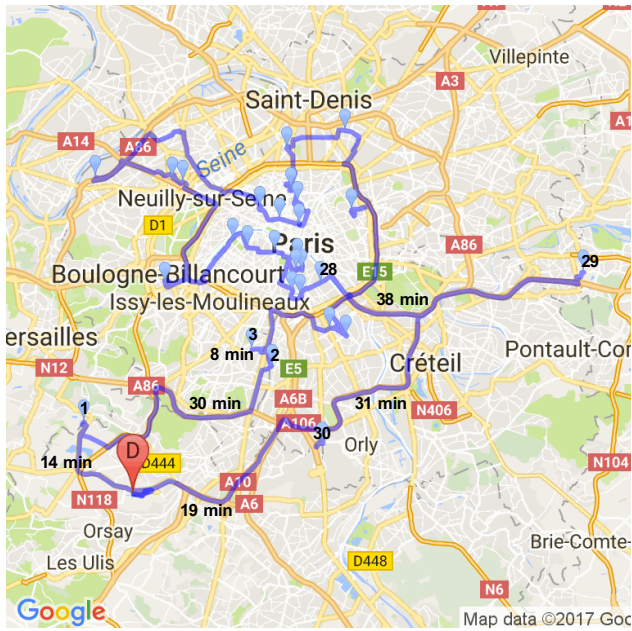 Villepinte
A3
Saint-Denis
A14
A86
Seine
A1
Neuilly-sur-Seine
D1
Paris
A86
Boulogne-Billancourt
28
29
E15
Issy-les-Moulineaux
38 min
ersailles
3
8 min
2
Pontault-Com
N12
E5
Créteil
A86
30 min
A6B
31 min
N406
1
A106
30
Orly
14 min
D
D444
A10
N104
N118
19 min
A6
Orsay
Brie-Comte-
Les Ulis
D448
N6
Google
Map data ©2017 Goo